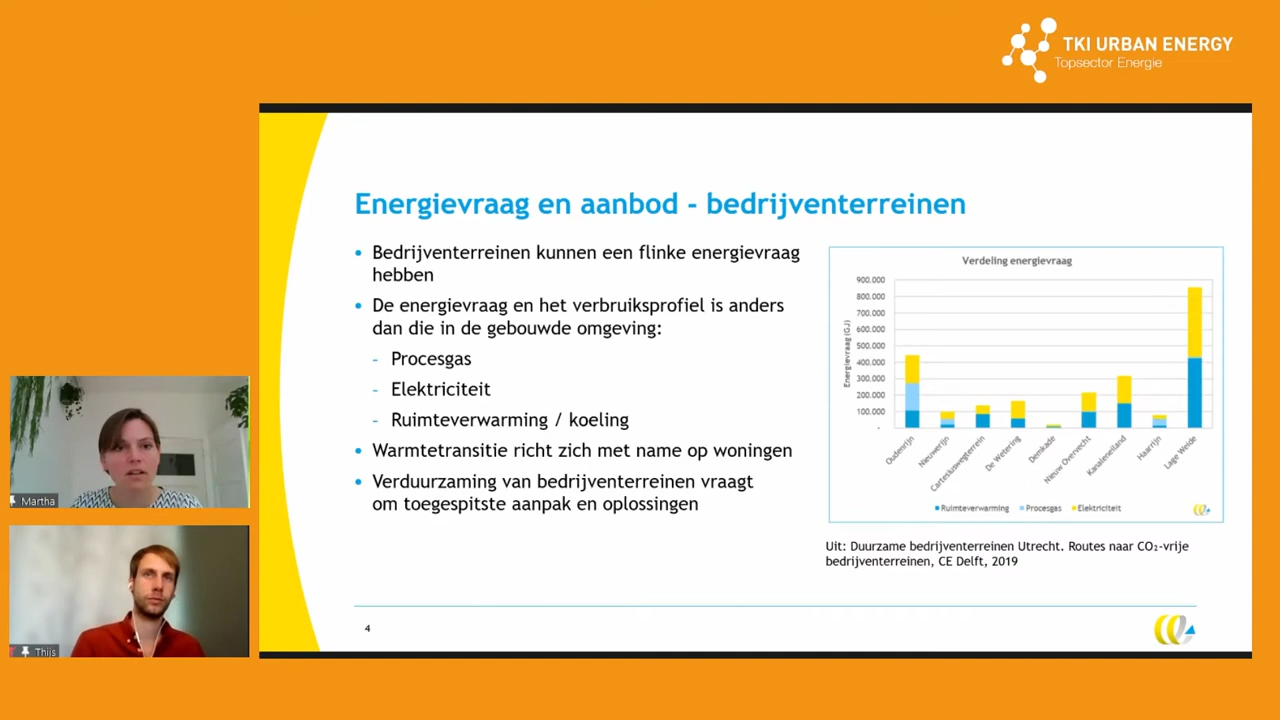 TKI URBAN ENERGY
Topsector Energie
Energievraag en aanbod - bedrijventerreinen
• Bedrijventerreinen kunnen een flinke energievraag
hebben
• De energievraag en het verbruiksprofiel is anders
dan die in de gebouwde omgeving:
- Procesgas
- Elektriciteit
- Ruimteverwarming / koeling
• Warmtetransitie richt zich met name op woningen
• Verduurzaming van bedrijventerreinen vraagt
om toegespitste aanpak en oplossingen
Verdeling energievraag
Energievraag (GJ)
900.000
800.000
700.000
600.000
500.000
400.000
300.000
200.000
100.000
-
Oudenrijn
Nieuwerijn
Cartesiuswegterrein
De Wetering
Demkade
Nieuw Overvecht
Kanaleneiland
Haarrijn
Lage Weide
Ruimteverwarming Procesgas Elektriciteit
Uit: Duurzame bedrijventerreinen Utrecht. Routes naar CO₂-vrije
bedrijventerreinen, CE Delft, 2019
4
Martha
Thijs